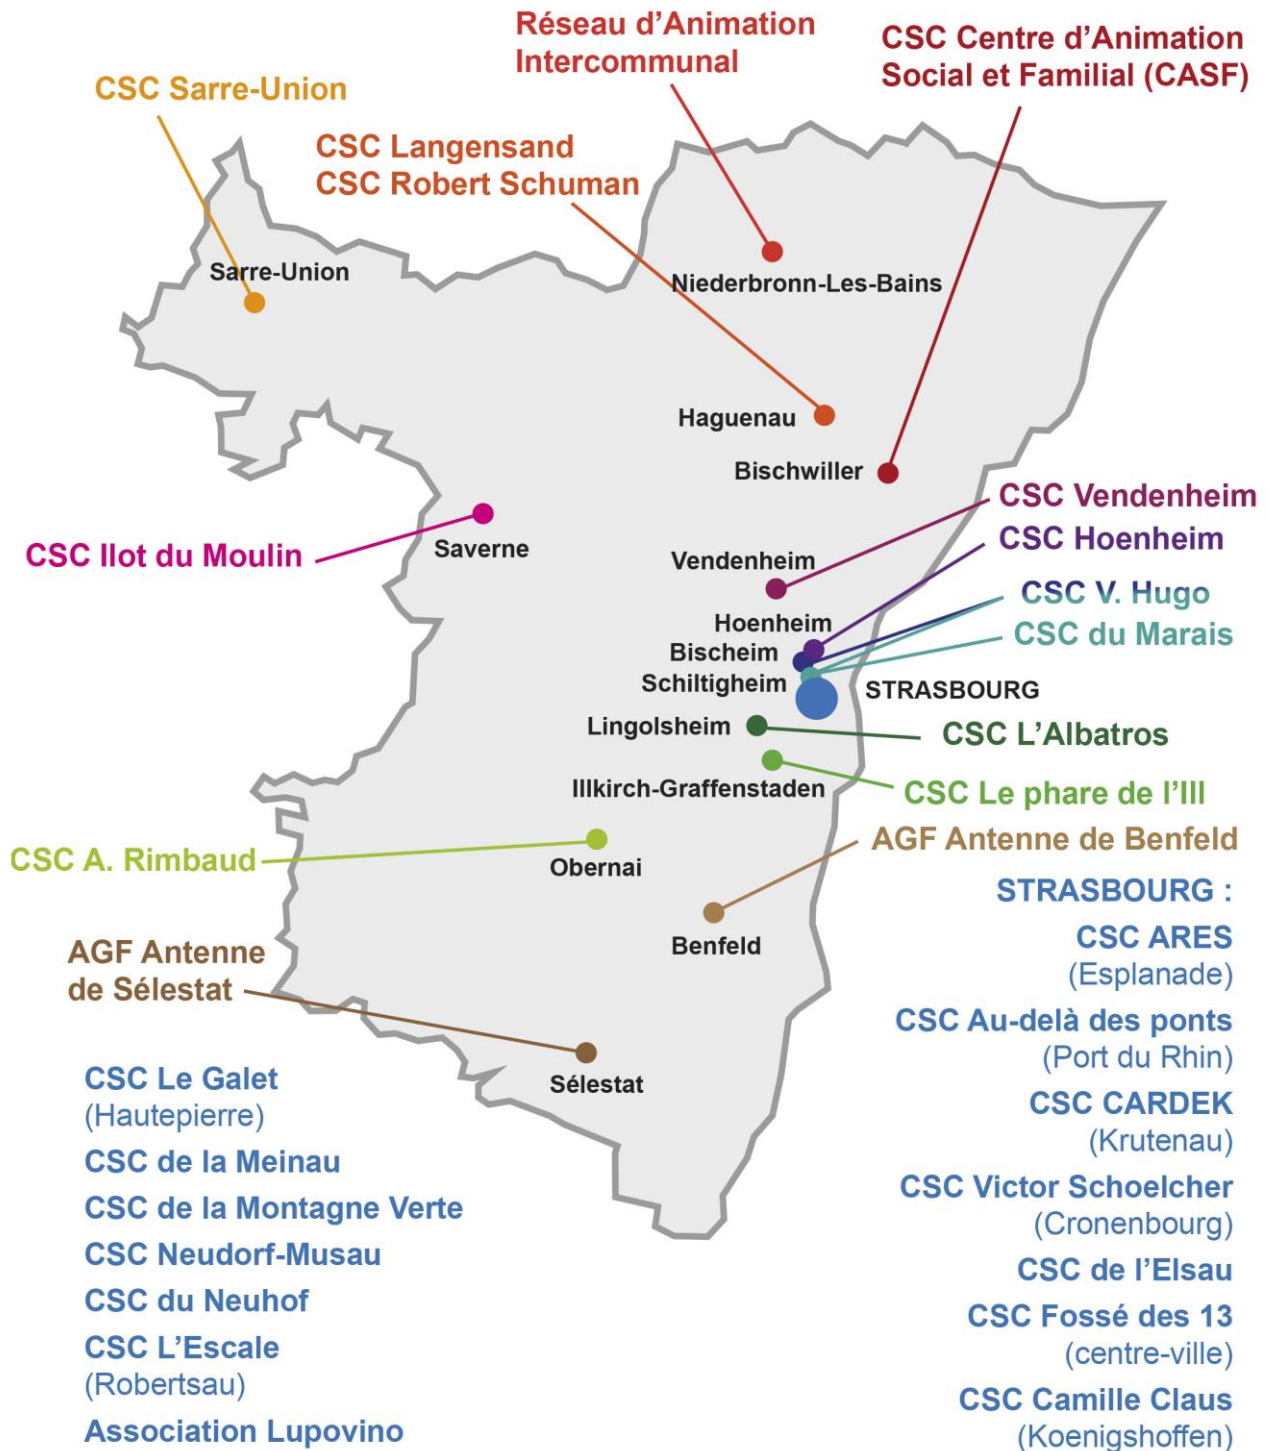 Réseau d’Animation
Intercommunal
CSC Centre d’Animation
Social et Familial (CASF)
CSC Sarre-Union
CSC Langensand
CSC Robert Schuman
Sarre-Union
Niederbronn-Les-Bains
Haguenau
Bischwiller
CSC Vendenheim
CSC Hoenheim
CSC Ilot du Moulin
Saverne
Vendenheim
CSC V. Hugo
CSC du Marais
Hoenheim
Bischeim
Schiltigheim
STRASBOURG
Lingolsheim
CSC L’Albatros
Illkirch-Graffenstaden
CSC Le phare de l’Ill
CSC A. Rimbaud
Obernai
AGF Antenne de Benfeld
Benfeld
AGF Antenne
de Sélestat
Sélestat
STRASBOURG :
CSC ARES
(Esplanade)
CSC Au-delà des ponts
(Port du Rhin)
CSC CARDEK
(Krutenau)
CSC Victor Schoelcher
(Cronenbourg)
CSC de l’Elsau
CSC Fossé des 13
(centre-ville)
CSC Camille Claus
(Koenigshoffen)
CSC Le Galet
(Hautepierre)
CSC de la Meinau
CSC de la Montagne Verte
CSC Neudorf-Musau
CSC du Neuhof
CSC L’Escale
(Robertsau)
Association Lupovino